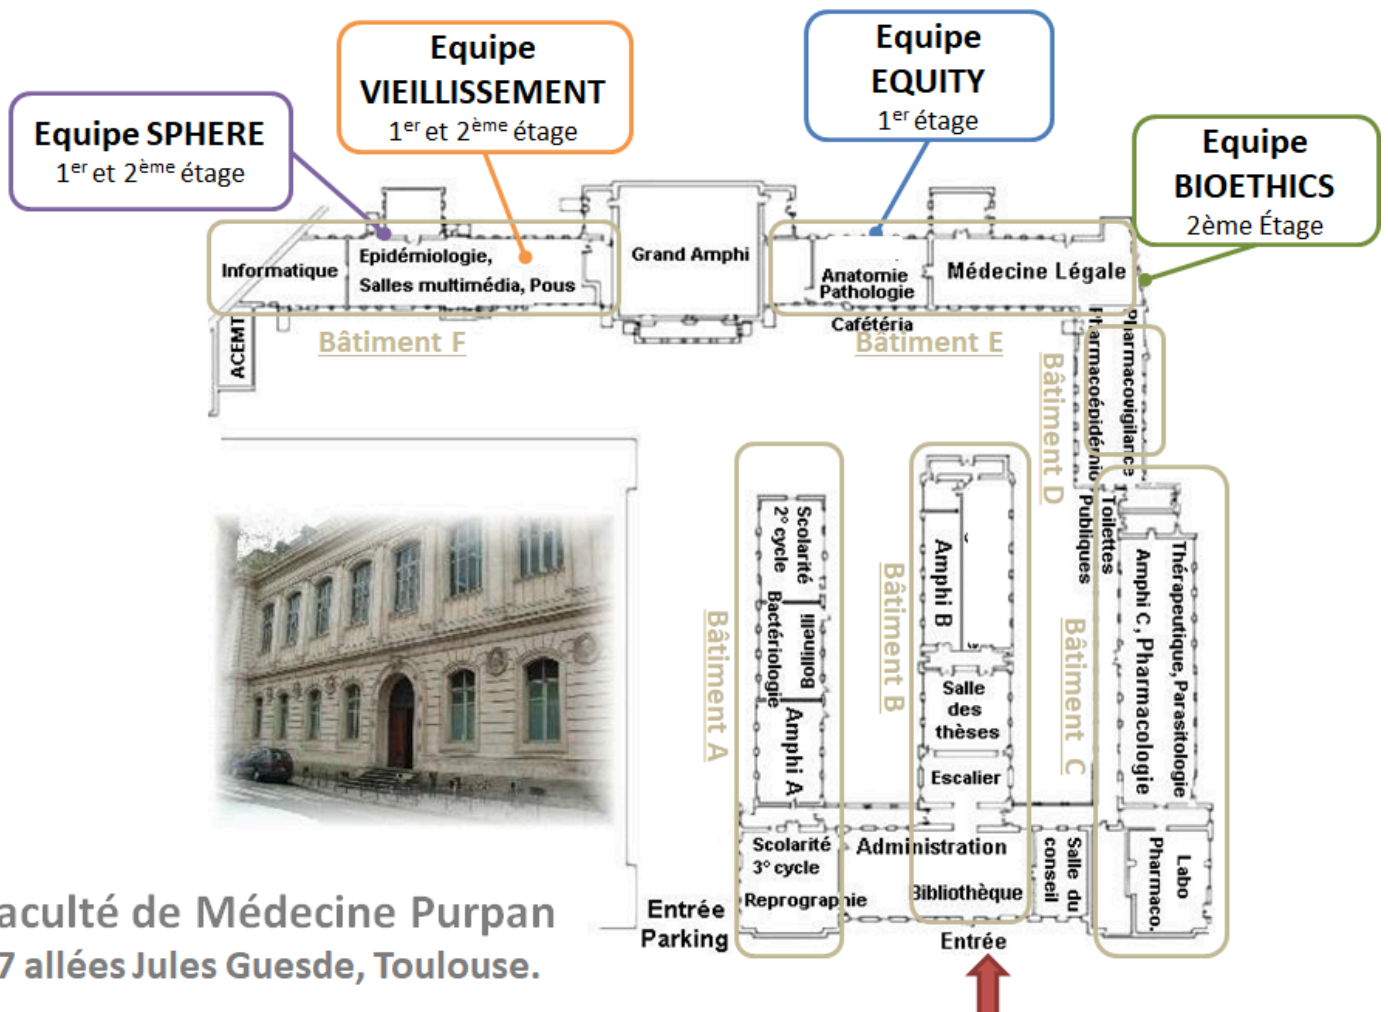 Equipe SPHERE
1er et 2ème étage
Equipe
VIEILLISSEMENT
1er et 2ème étage
Equipe
EQUITY
1er étage
Equipe
BIOETHICS
2ème Étage
Informatique
Epidémiologie,
Salles multimédia, Pous
Grand Amphi
Anatomie
Pathologie
Médecine Légale
Cafétéria
Bâtiment F
Bâtiment E
ACEMT
Pharmacovigilance
Pharmacoépidémio
Bâtiment D
Toilettes
Publiques
Scolarité
2° cycle
Bollinelli
Bactériologie
Amphi A
Bâtiment A
Amphi B
Bâtiment B
Salle
des
thèses
Escalier
Thérapeutique, Parasitologie
Amphi C, Pharmacologie
Bâtiment C
Scolarité
3° cycle
Reprographie
Administration
Bibliothèque
Salle du
conseil
Labo
Pharmaco.
Entrée
Parking
Entrée
aculté de Médecine Purpan
7 allées Jules Guesde, Toulouse.